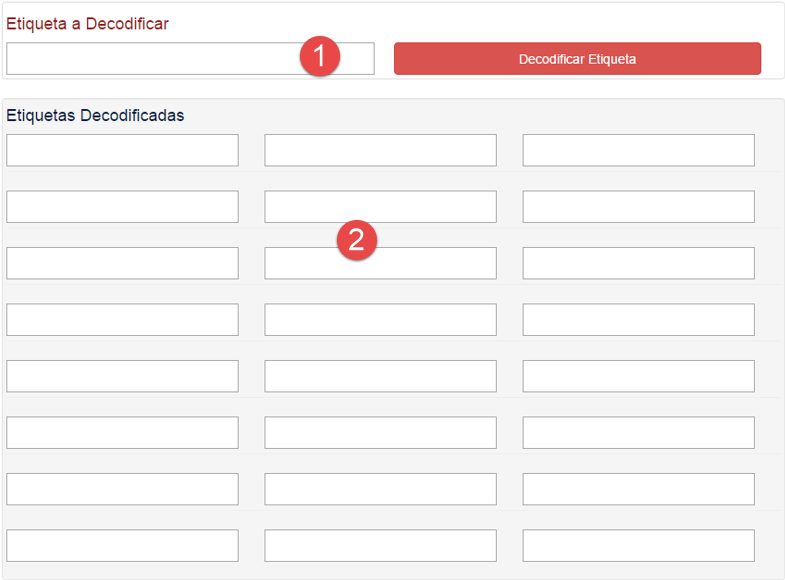 Etiqueta a Decodificar
1
Decodificar Etiqueta
Etiquetas Decodificadas
2